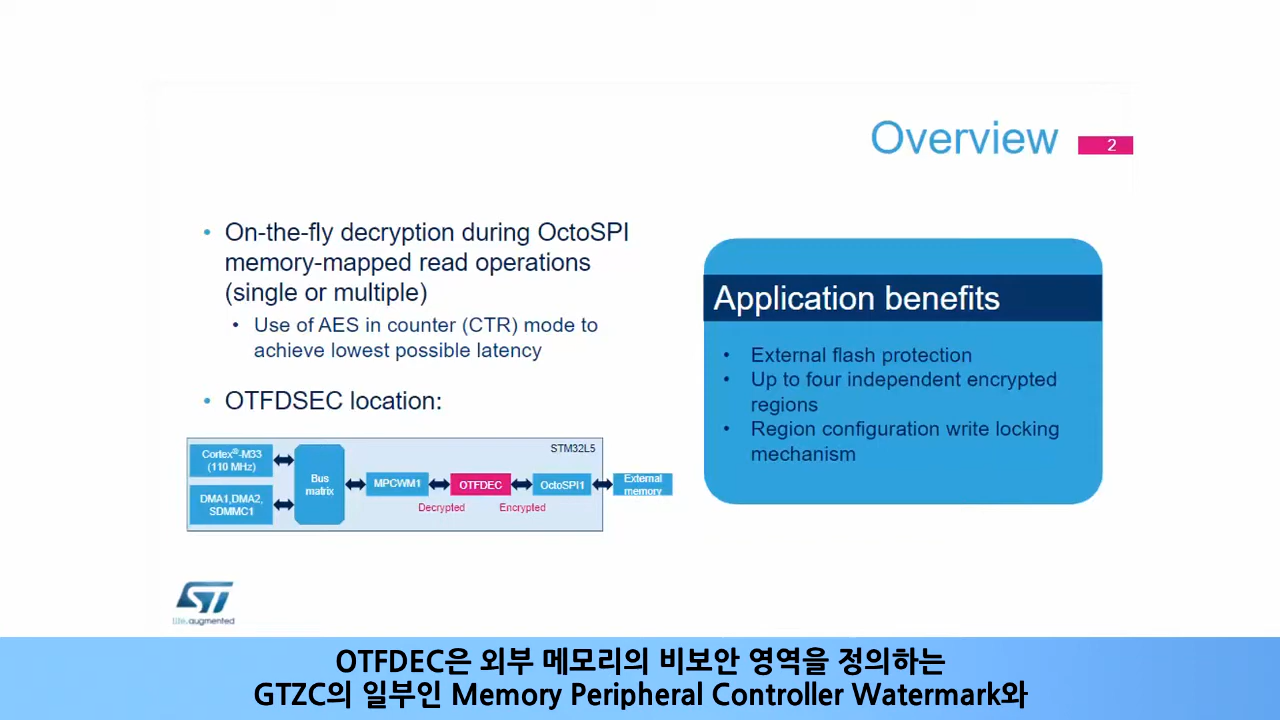 Overview
2
• On-the-fly decryption during OctoSPI
memory-mapped read operations
(single or multiple)
• Use of AES in counter (CTR) mode to
achieve lowest possible latency
• OTFDSEC location:
STM32L5
Cortex®-M33
(110 MHz)
DMA1,DMA2,
SDMMC1
Bus
matrix
MPCWM1
OTFDEC
OctoSPI1
External
memory
Decrypted
Encrypted
Application benefits
• External flash protection
• Up to four independent encrypted
regions
• Region configuration write locking
mechanism
ST
life.augmented
OTFDEC은 외부 메모리의 비보안 영역을 정의하는
GTZC의 일부인 Memory Peripheral Controller Watermark와